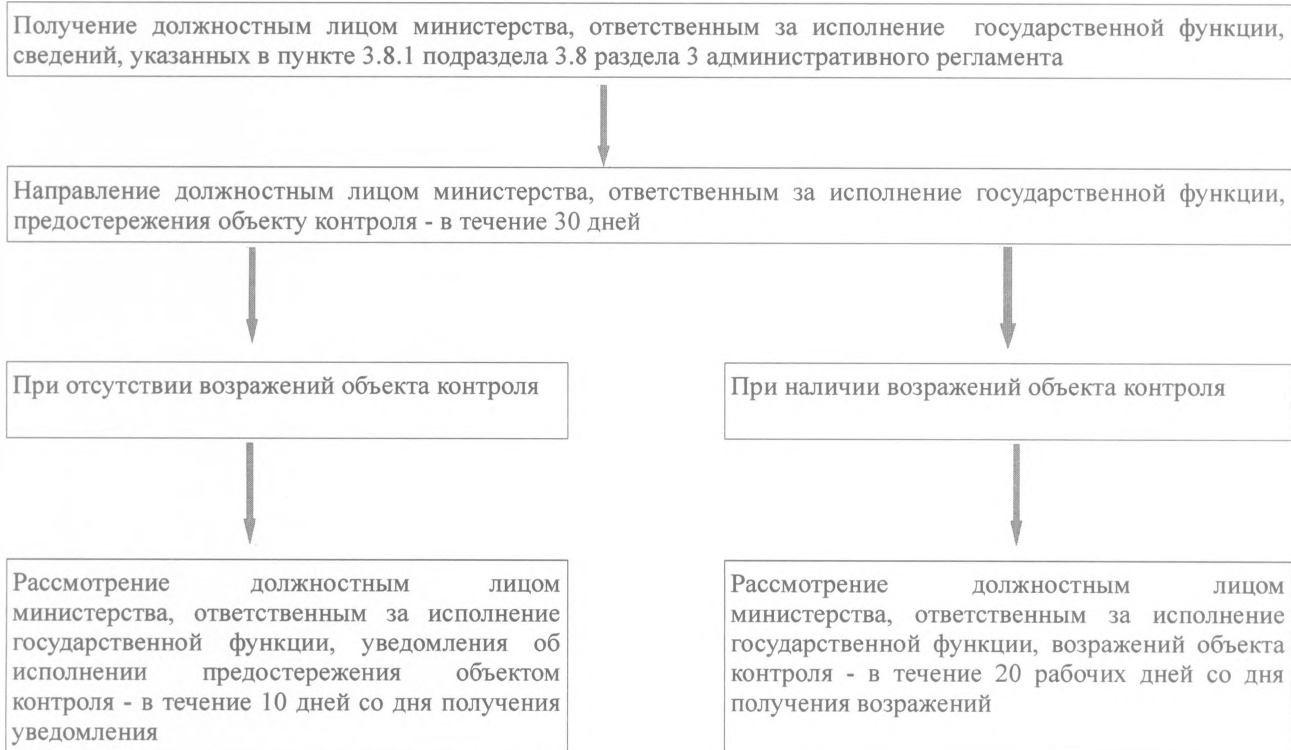 Получение должностным лицом министерства, ответственным за исполнение государственной функции,
сведений, указанных в пункте 3.8.1 подраздела 3.8 раздела 3 административного регламента
Направление должностным лицом министерства, ответственным за исполнение государственной функции,
предостережения объекту контроля - в течение 30 дней
При отсутствии возражений объекта контроля
При наличии возражений объекта контроля
Рассмотрение должностным лицом
министерства, ответственным за исполнение
государственной функции, уведомления об
исполнении предостережения объектом
контроля - в течение 10 дней со дня получения
уведомления
Рассмотрение должностным лицом
министерства, ответственным за исполнение
государственной функции, возражений объекта
контроля - в течение 20 рабочих дней со дня
получения возражений